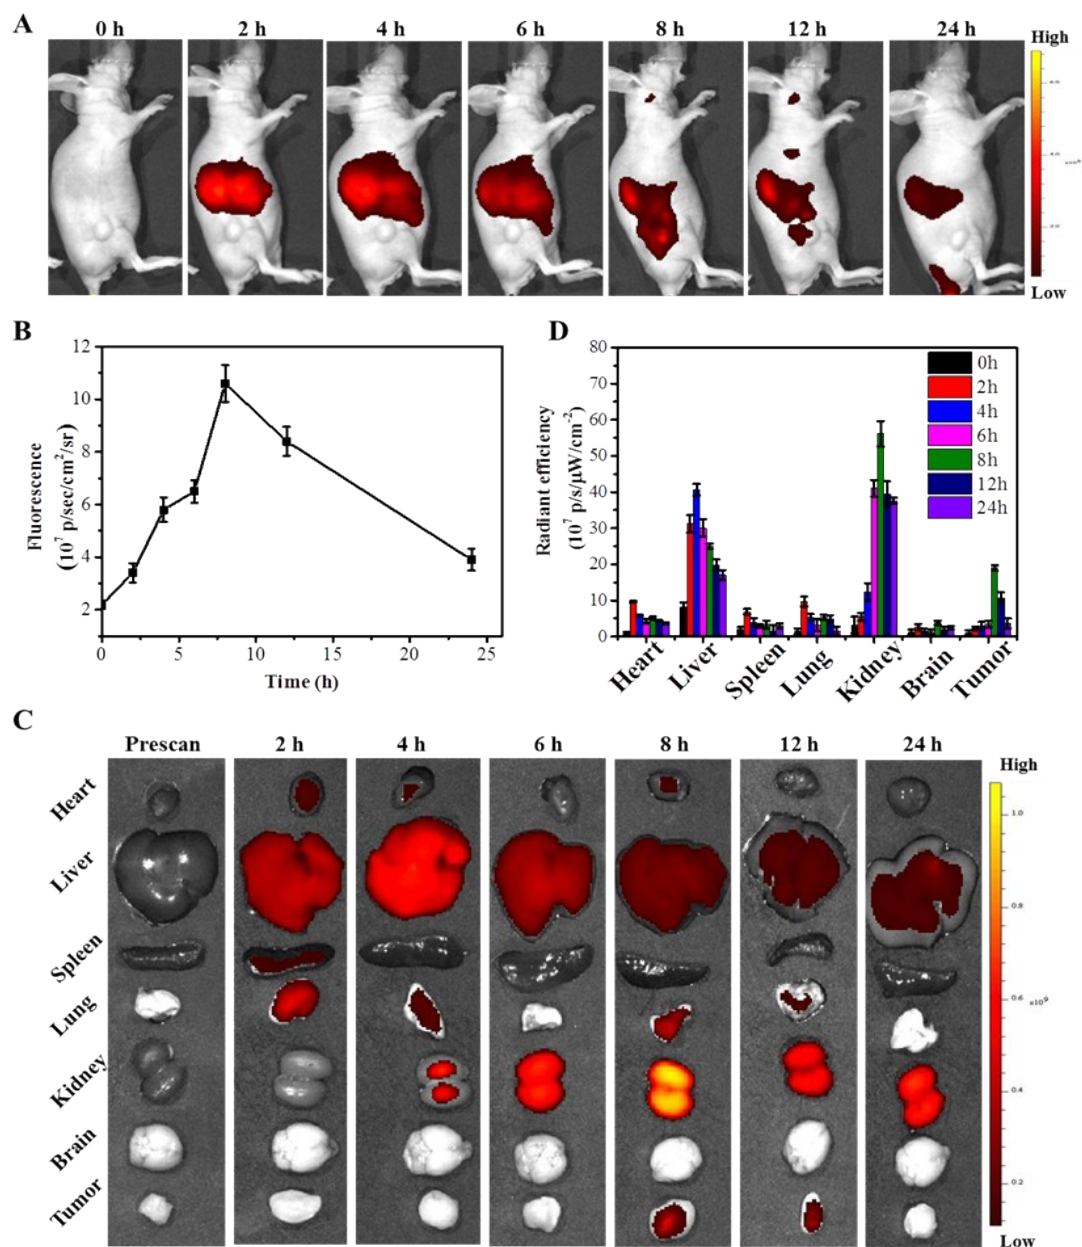 A
0 h 2 h 4 h 6 h 8 h 12 h 24 h
High
Low
B
Fluorescence
(10⁷ p/sec/cm²/sr)
12
10
8
6
4
2
0 5 10 15 20 25
Time (h)
D
Radiant efficiency
(10⁷ p/s/µW/cm⁻²)
80
70
60
50
40
30
20
10
0
0h
2h
4h
6h
8h
12h
24h
Heart Liver Spleen Lung Kidney Brain Tumor
C
Prescan 2 h 4 h 6 h 8 h 12 h 24 h
Heart
Liver
Spleen
Lung
Kidney
Brain
Tumor
High
1.0
0.8
0.6
×10⁹
0.4
0.2
Low